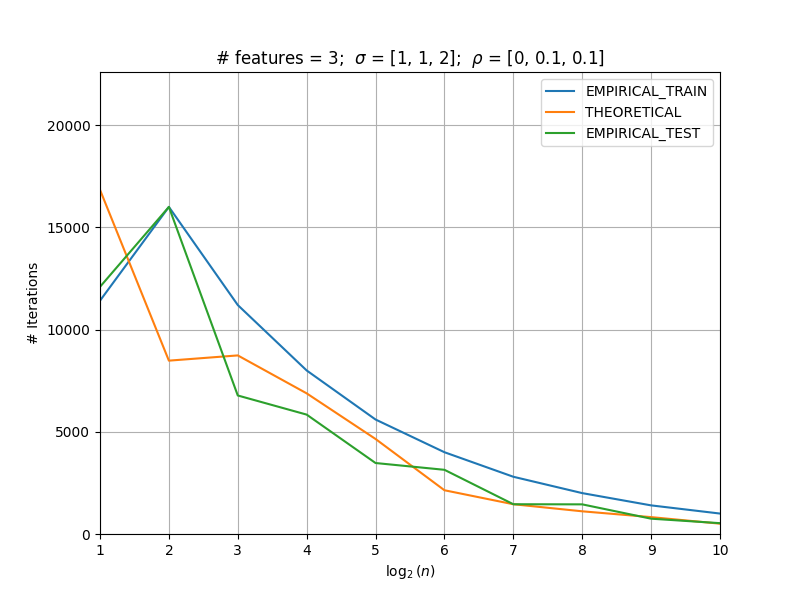 # features = 3;  σ = [1, 1, 2];  ρ = [0, 0.1, 0.1]
EMPIRICAL_TRAIN
THEORETICAL
EMPIRICAL_TEST
20000
15000
10000
5000
0
# Iterations
1 2 3 4 5 6 7 8 9 10
log₂(n)